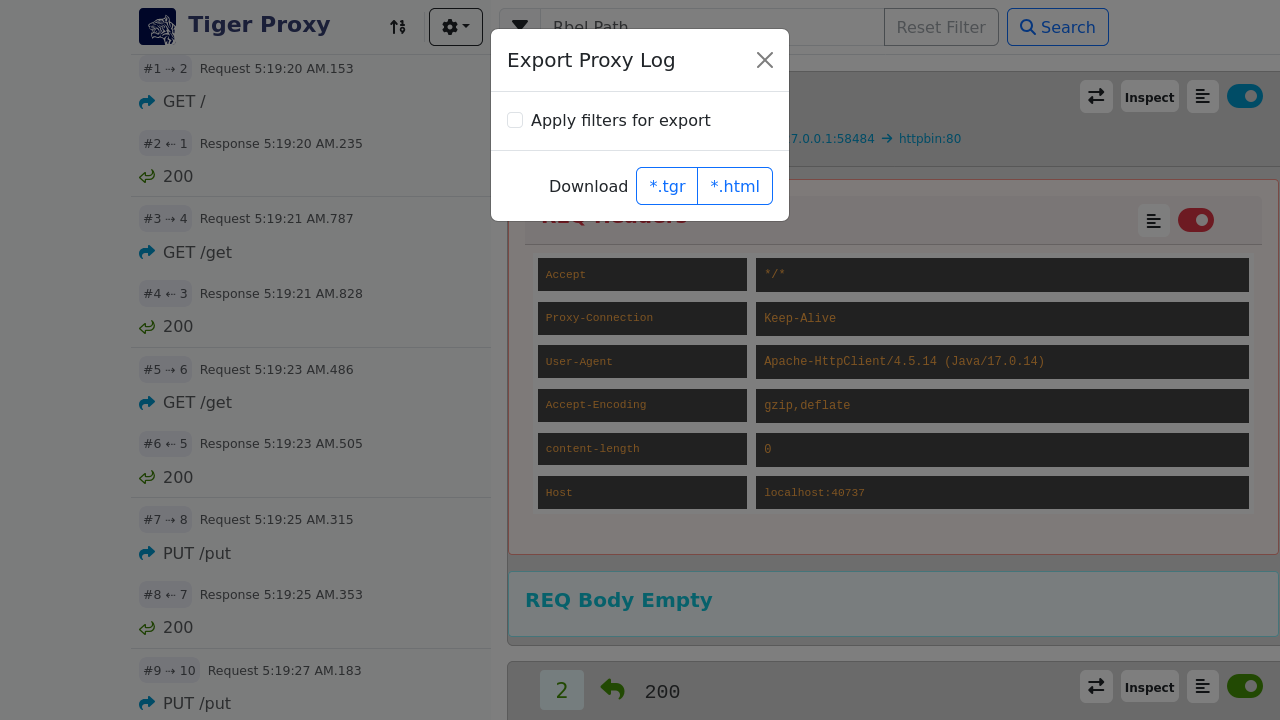 Tiger Proxy
#1 ⇢ 2 Request 5:19:20 AM.153
GET /
#2 ⇠ 1 Response 5:19:20 AM.235
200
#3 ⇢ 4 Request 5:19:21 AM.787
GET /get
#4 ⇠ 3 Response 5:19:21 AM.828
200
#5 ⇢ 6 Request 5:19:23 AM.486
GET /get
#6 ⇠ 5 Response 5:19:23 AM.505
200
#7 ⇢ 8 Request 5:19:25 AM.315
PUT /put
#8 ⇠ 7 Response 5:19:25 AM.353
200
#9 ⇢ 10 Request 5:19:27 AM.183
PUT /put
Rbel Path
Reset Filter
Search
Export Proxy Log
Apply filters for export
Download *.tgr *.html
Inspect
7.0.0.1:58484 → httpbin:80
REQ Headers
Accept */*
Proxy-Connection Keep-Alive
User-Agent Apache-HttpClient/4.5.14 (Java/17.0.14)
Accept-Encoding gzip,deflate
content-length 0
Host localhost:40737
REQ Body Empty
2 200
Inspect